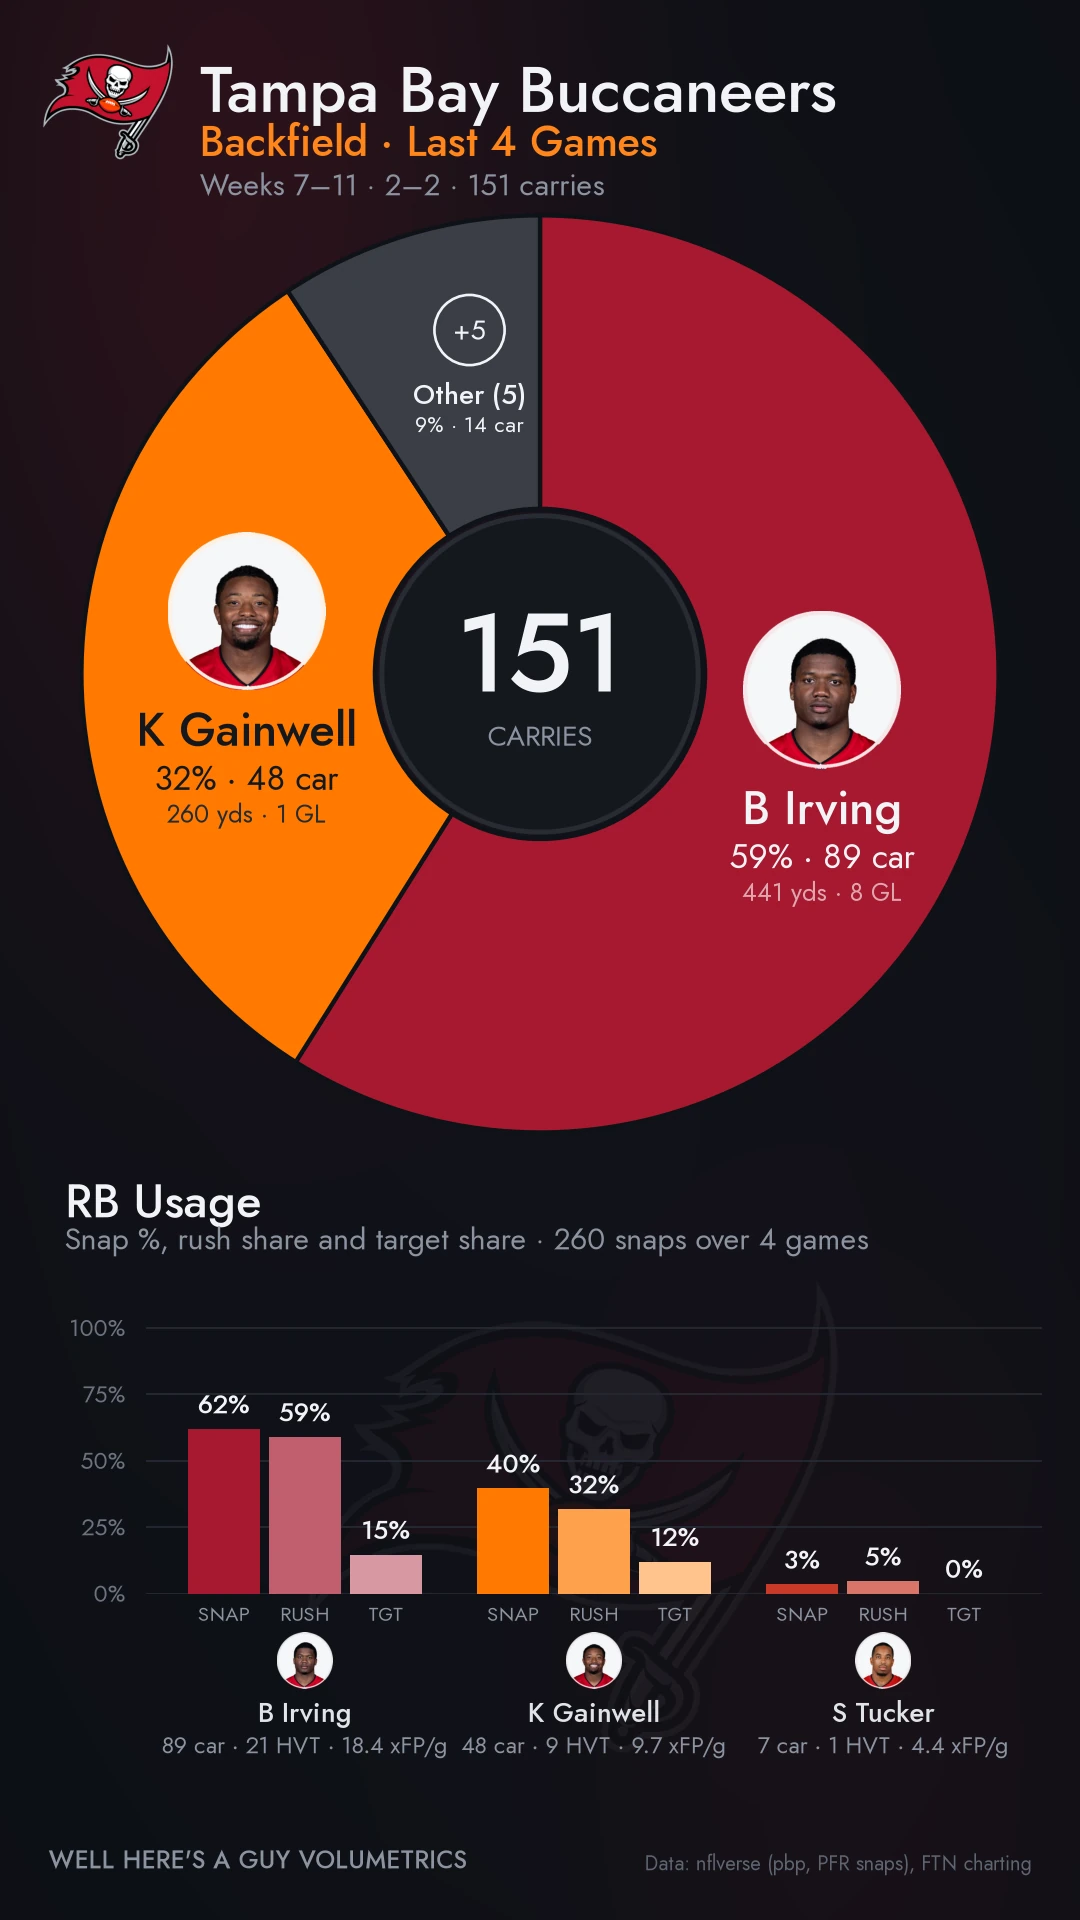 Tampa Bay Buccaneers
Backfield · Last 4 Games
Weeks 7–11 · 2–2 · 151 carries
+5
Other (5)
9% · 14 car
K Gainwell
32% · 48 car
260 yds · 1 GL
151
CARRIES
B Irving
59% · 89 car
441 yds · 8 GL
RB Usage
Snap %, rush share and target share · 260 snaps over 4 games
100%
75%
50%
25%
0%
62% 59% 15%
40% 32% 12%
3% 5% 0%
SNAP RUSH TGT SNAP RUSH TGT SNAP RUSH TGT
B Irving K Gainwell S Tucker
89 car · 21 HVT · 18.4 xFP/g 48 car · 9 HVT · 9.7 xFP/g 7 car · 1 HVT · 4.4 xFP/g
WELL HERE'S A GUY VOLUMETRICS
Data: nflverse (pbp, PFR snaps), FTN charting